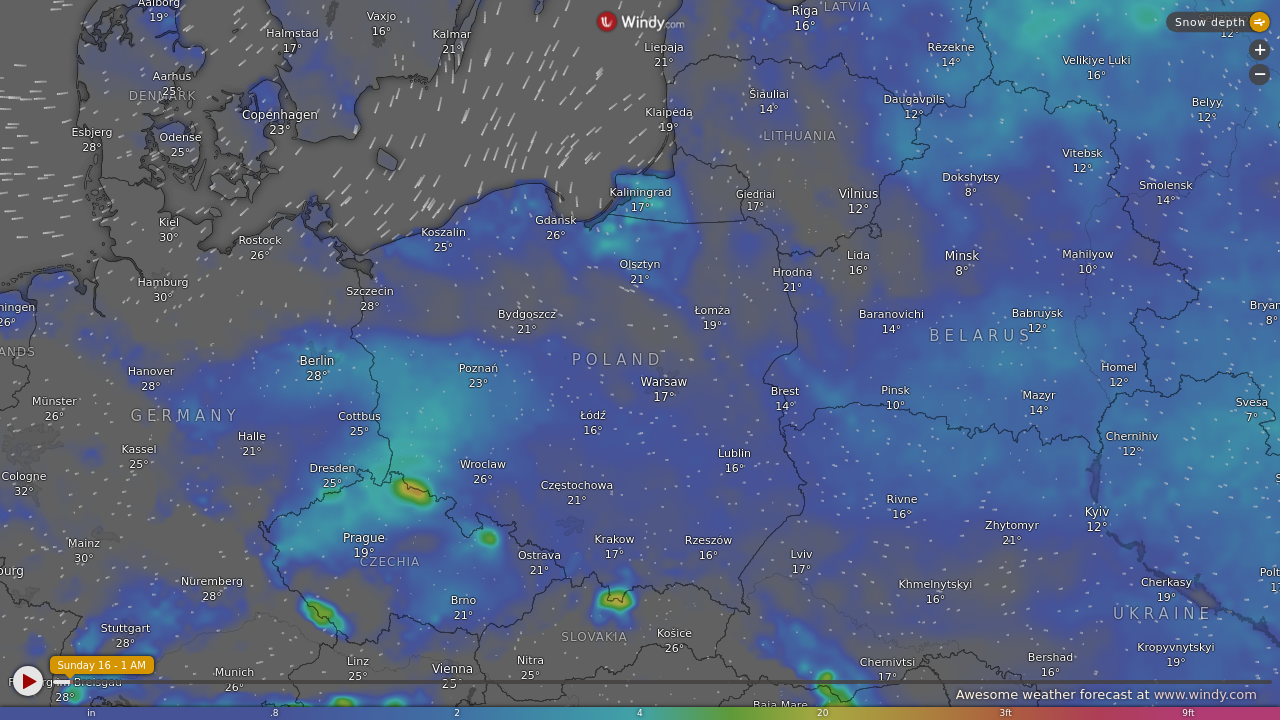 Aalborg
19°
Vaxjo
16°
Riga
16°
LATVIA
Windy.com
Snow depth
12°
Halmstad
17°
Kalmar
21°
Liepaja
21°
Rēzekne
14°
Velikiye Luki
16°
Aarhus
25°
DENMARK
Šiauliai
14°
Daugavpils
12°
Belyy
12°
Copenhagen
23°
Klaipėda
19°
Esbjerg
28°
Odense
25°
LITHUANIA
Vitebsk
12°
Dokshytsy
8°
Smolensk
14°
Kaliningrad
17°
Giedriai
17°
Vilnius
12°
Kiel
30°
Rostock
26°
Koszalin
25°
Gdańsk
26°
Olsztyn
21°
Hrodna
21°
Lida
16°
Minsk
8°
Mahilyow
10°
Hamburg
30°
Szczecin
28°
ningen
26°
Bydgoszcz
21°
Łomża
19°
Baranovichi
14°
Babruysk
12°
Bryan
8°
BELARUS
ANDS
Berlin
28°
POLAND
Hanover
28°
Poznań
23°
Warsaw
17°
Brest
14°
Pinsk
10°
Homel
12°
Münster
26°
GERMANY
Cottbus
25°
Łódź
16°
Mazyr
14°
Svesa
7°
Kassel
25°
Halle
21°
Lublin
16°
Chernihiv
12°
Cologne
32°
Dresden
25°
Wroclaw
26°
Częstochowa
21°
Rivne
16°
Kyiv
12°
Zhytomyr
21°
Mainz
30°
Prague
19°
CZECHIA
Ostrava
21°
Krakow
17°
Rzeszów
16°
Lviv
17°
ourg
Nuremberg
28°
Brno
21°
Khmelnytskyi
16°
Cherkasy
19°
Polt
UKRAINE
Stuttgart
28°
SLOVAKIA
Košice
26°
Kropyvnytskyi
19°
Sunday 16 - 1 AM
28°
Munich
26°
Linz
25°
Vienna
25°
Nitra
25°
Chernivtsi
17°
Bershad
16°
Baia Mare
Awesome weather forecast at www.windy.com
in .8 2 4 20 3ft 9ft